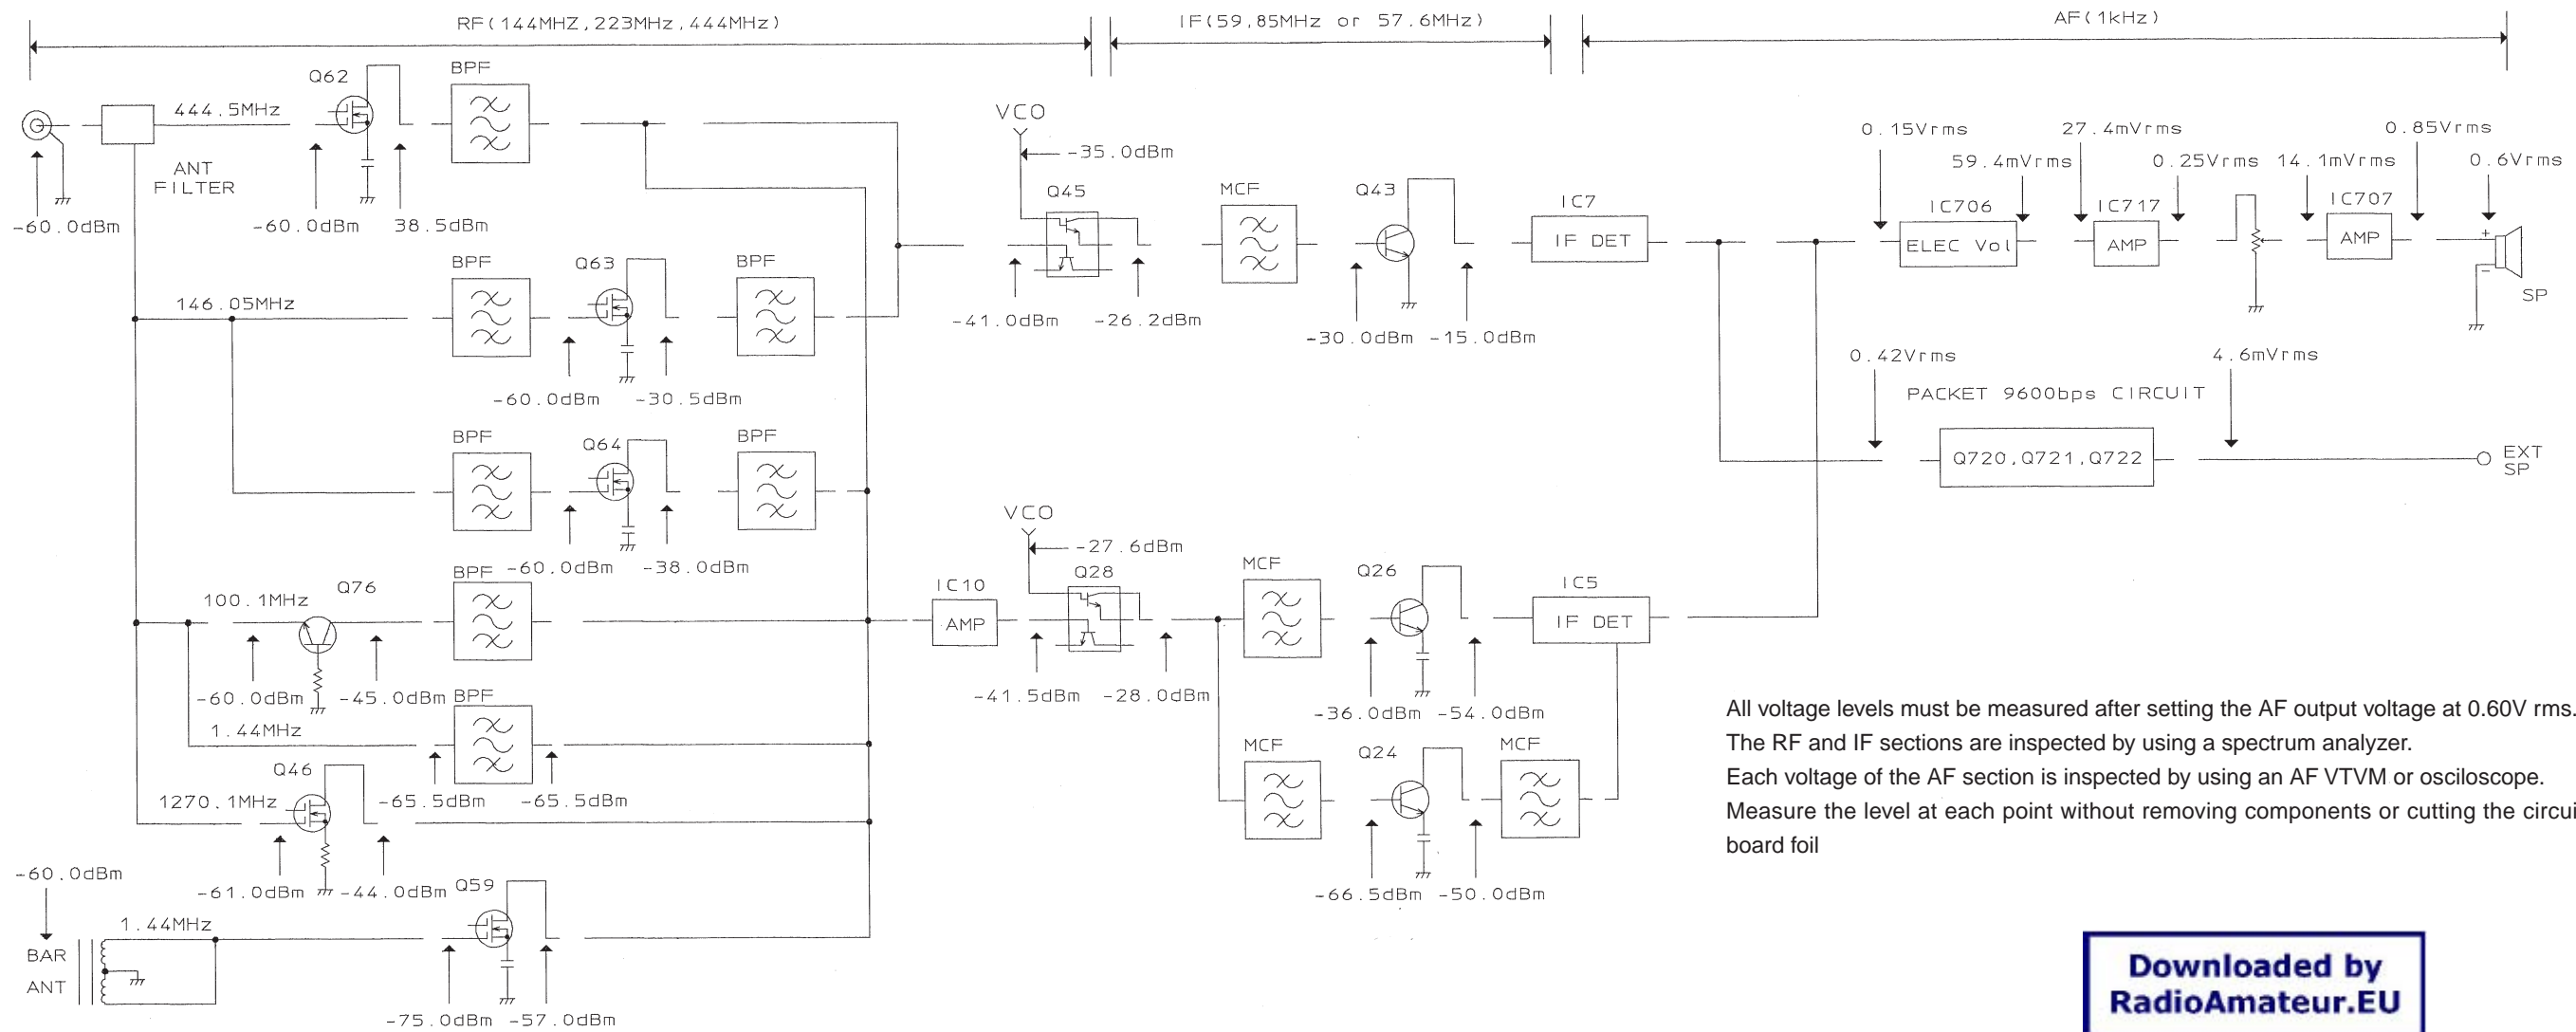 RF(144MHZ,223MHz,444MHz)
IF(59,85MHz or 57.6MHz)
AF(1kHz)
Q62
BPF
444.5MHz
ANT
FILTER
-60.0dBm
-60.0dBm
38.5dBm
VCO
-35.0dBm
Q45
MCF
Q43
IC7
IF DET
-41.0dBm
-26.2dBm
-30.0dBm
-15.0dBm
0.15Vrms
27.4mVrms
0.85Vrms
59.4mVrms
0.25Vrms
14.1mVrms
0.6Vrms
IC706
ELEC Vol
IC717
AMP
IC707
AMP
+
-
SP
BPF
Q63
BPF
146.05MHz
-60.0dBm
-30.5dBm
0.42Vrms
4.6mVrms
PACKET 9600bps CIRCUIT
Q720,Q721,Q722
EXT
SP
BPF
Q64
BPF
-60.0dBm
-38.0dBm
VCO
-27.6dBm
BPF
Q76
100.1MHz
-60.0dBm
-45.0dBm
IC10
AMP
Q28
-41.5dBm
-28.0dBm
MCF
Q26
IC5
IF DET
-36.0dBm
-54.0dBm
BPF
1.44MHz
-65.5dBm
-65.5dBm
MCF
Q24
MCF
-66.5dBm
-50.0dBm
Q46
1270.1MHz
-61.0dBm
-44.0dBm
-60.0dBm
Q59
1.44MHz
BAR
ANT
-75.0dBm
-57.0dBm
All voltage levels must be measured after setting the AF output voltage at 0.60V rms.
The RF and IF sections are inspected by using a spectrum analyzer.
Each voltage of the AF section is inspected by using an AF VTVM or osciloscope.
Measure the level at each point without removing components or cutting the circui
board foil
Downloaded by
RadioAmateur.EU